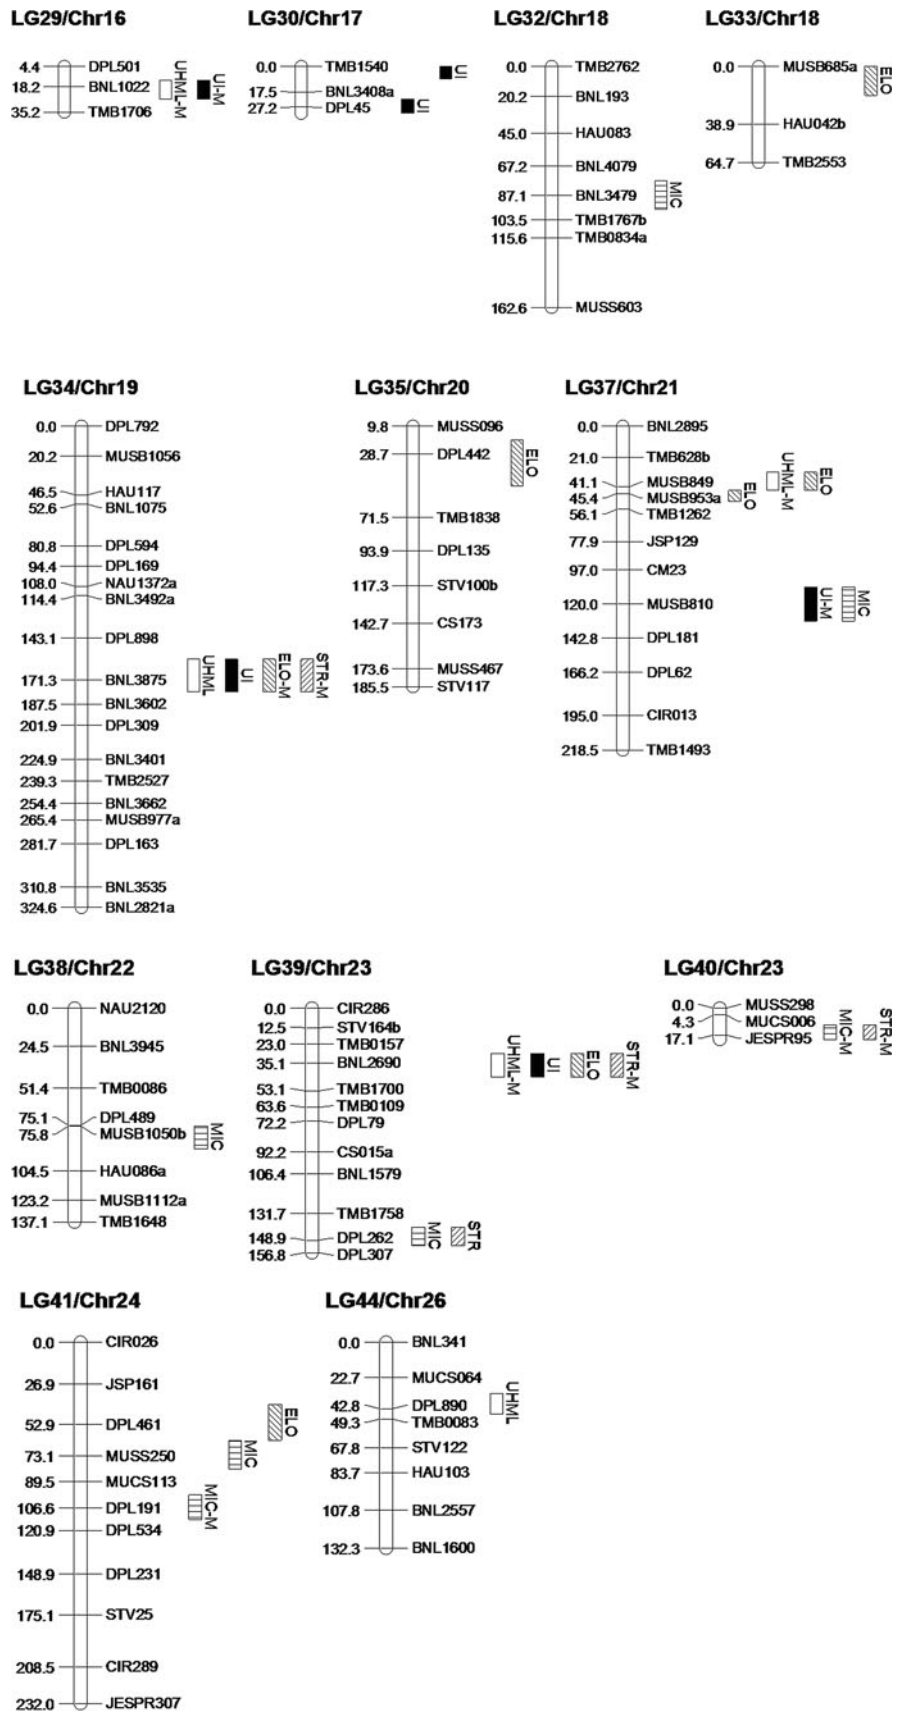 LG29/Chr16
4.4 DPL501
18.2 BNL1022
35.2 TMB1706
UHML-M
UI-M
LG30/Chr17
0.0 TMB1540
17.5 BNL3408a
27.2 DPL45
UI
UI
LG32/Chr18
0.0 TMB2762
20.2 BNL193
45.0 HAU083
67.2 BNL4079
87.1 BNL3479
103.5 TMB1767b
115.6 TMB0834a
162.6 MUSS603
MIC
LG33/Chr18
0.0 MUSB685a
38.9 HAU042b
64.7 TMB2553
ELO
LG34/Chr19
0.0 DPL792
20.2 MUSB1056
46.5 HAU117
52.6 BNL1075
80.8 DPL594
94.4 DPL169
108.0 NAU1372a
114.4 BNL3492a
143.1 DPL898
171.3 BNL3875
187.5 BNL3602
201.9 DPL309
224.9 BNL3401
239.3 TMB2527
254.4 BNL3662
265.4 MUSB977a
281.7 DPL163
310.8 BNL3535
324.6 BNL2821a
UHML
UI
ELO-M
STR-M
LG35/Chr20
9.8 MUSS096
28.7 DPL442
71.5 TMB1838
93.9 DPL135
117.3 STV100b
142.7 CS173
173.6 MUSS467
185.5 STV117
ELO
LG37/Chr21
0.0 BNL2895
21.0 TMB628b
41.1 MUSB849
45.4 MUSB953a
56.1 TMB1262
77.9 JSP129
97.0 CM23
120.0 MUSB810
142.8 DPL181
166.2 DPL62
195.0 CIR013
218.5 TMB1493
ELO
UHML-M
ELO
UI-M
MIC
LG38/Chr22
0.0 NAU2120
24.5 BNL3945
51.4 TMB0086
75.1 DPL489
75.8 MUSB1050b
104.5 HAU086a
123.2 MUSB1112a
137.1 TMB1648
MIC
LG39/Chr23
0.0 CIR286
12.5 STV164b
23.0 TMB0157
35.1 BNL2690
53.1 TMB1700
63.6 TMB0109
72.2 DPL79
92.2 CS015a
106.4 BNL1579
131.7 TMB1758
148.9 DPL262
156.8 DPL307
UHML-M
UI
ELO
STR-M
MIC
STR
LG40/Chr23
0.0 MUSS298
4.3 MUCS006
17.1 JESPR95
MIC-M
STR-M
LG41/Chr24
0.0 CIR026
26.9 JSP161
52.9 DPL461
73.1 MUSS250
89.5 MUCS113
106.6 DPL191
120.9 DPL534
148.9 DPL231
175.1 STV25
208.5 CIR289
232.0 JESPR307
MIC-M
MIC
ELO
LG44/Chr26
0.0 BNL341
22.7 MUCS064
42.8 DPL890
49.3 TMB0083
67.8 STV122
83.7 HAU103
107.8 BNL2557
132.3 BNL1600
UHML